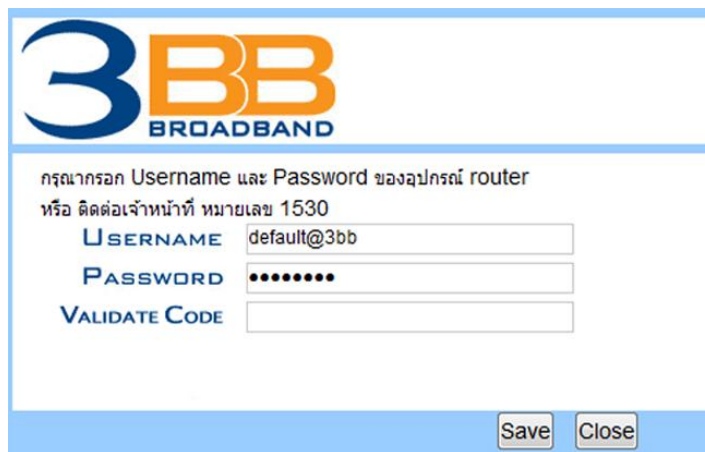 3BB
BROADBAND
กรุณากรอก Username และ Password ของอุปกรณ์ router
หรือ ติดต่อเจ้าหน้าที่ หมายเลข 1530
USERNAME default@3bb
PASSWORD ••••••••
VALIDATE CODE
Save Close